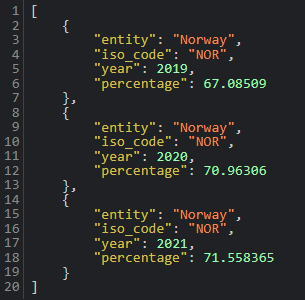 1 [
2     {
3         "entity": "Norway",
4         "iso_code": "NOR",
5         "year": 2019,
6         "percentage": 67.08509
7     },
8     {
9         "entity": "Norway",
10         "iso_code": "NOR",
11         "year": 2020,
12         "percentage": 70.96306
13     },
14     {
15         "entity": "Norway",
16         "iso_code": "NOR",
17         "year": 2021,
18         "percentage": 71.558365
19     }
20 ]